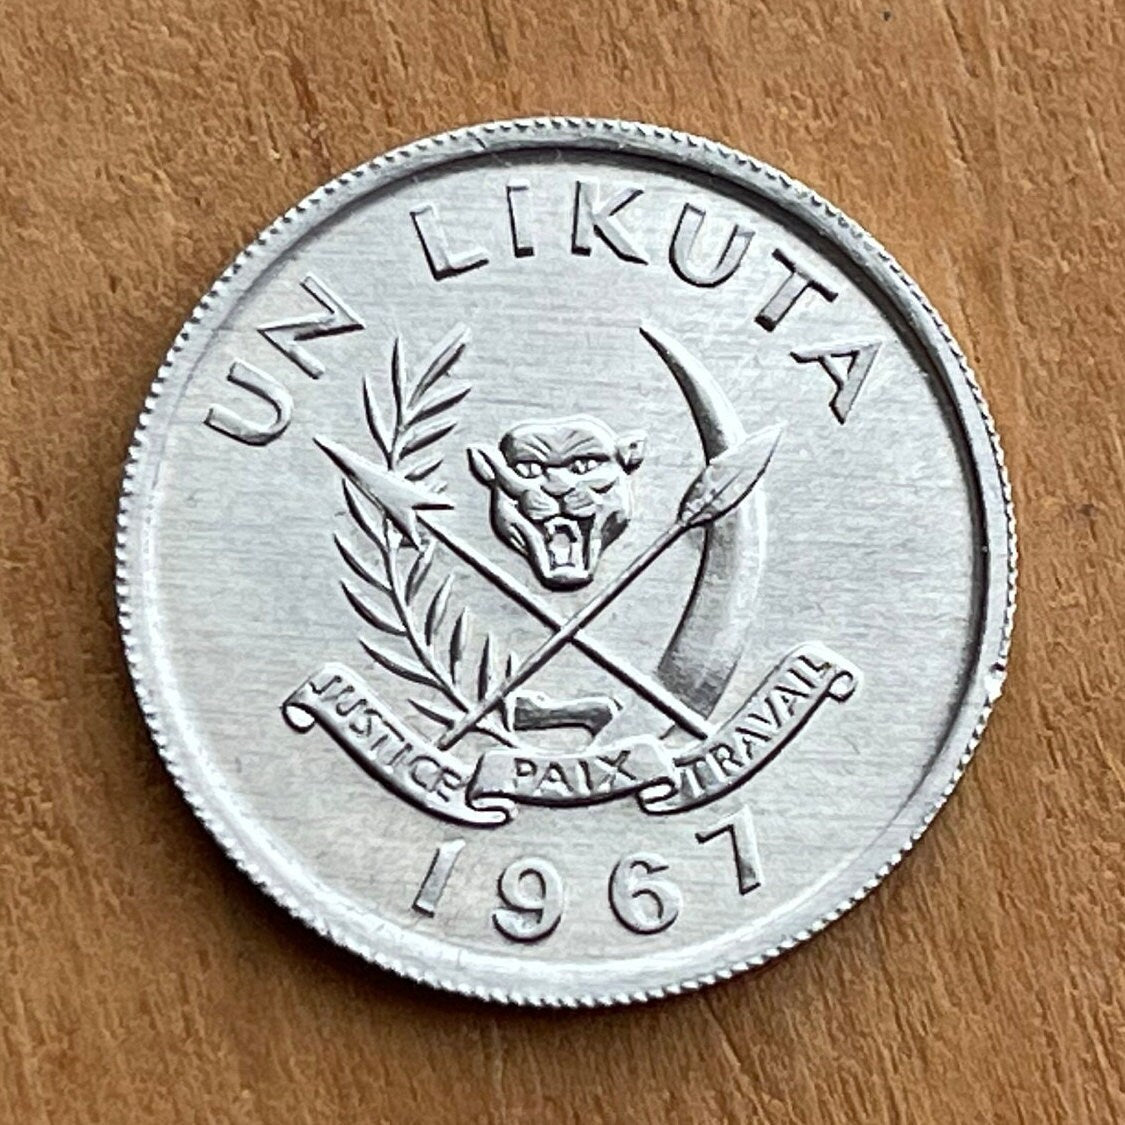 UN LIKUTA
JUSTICE PAIX TRAVAIL
1967